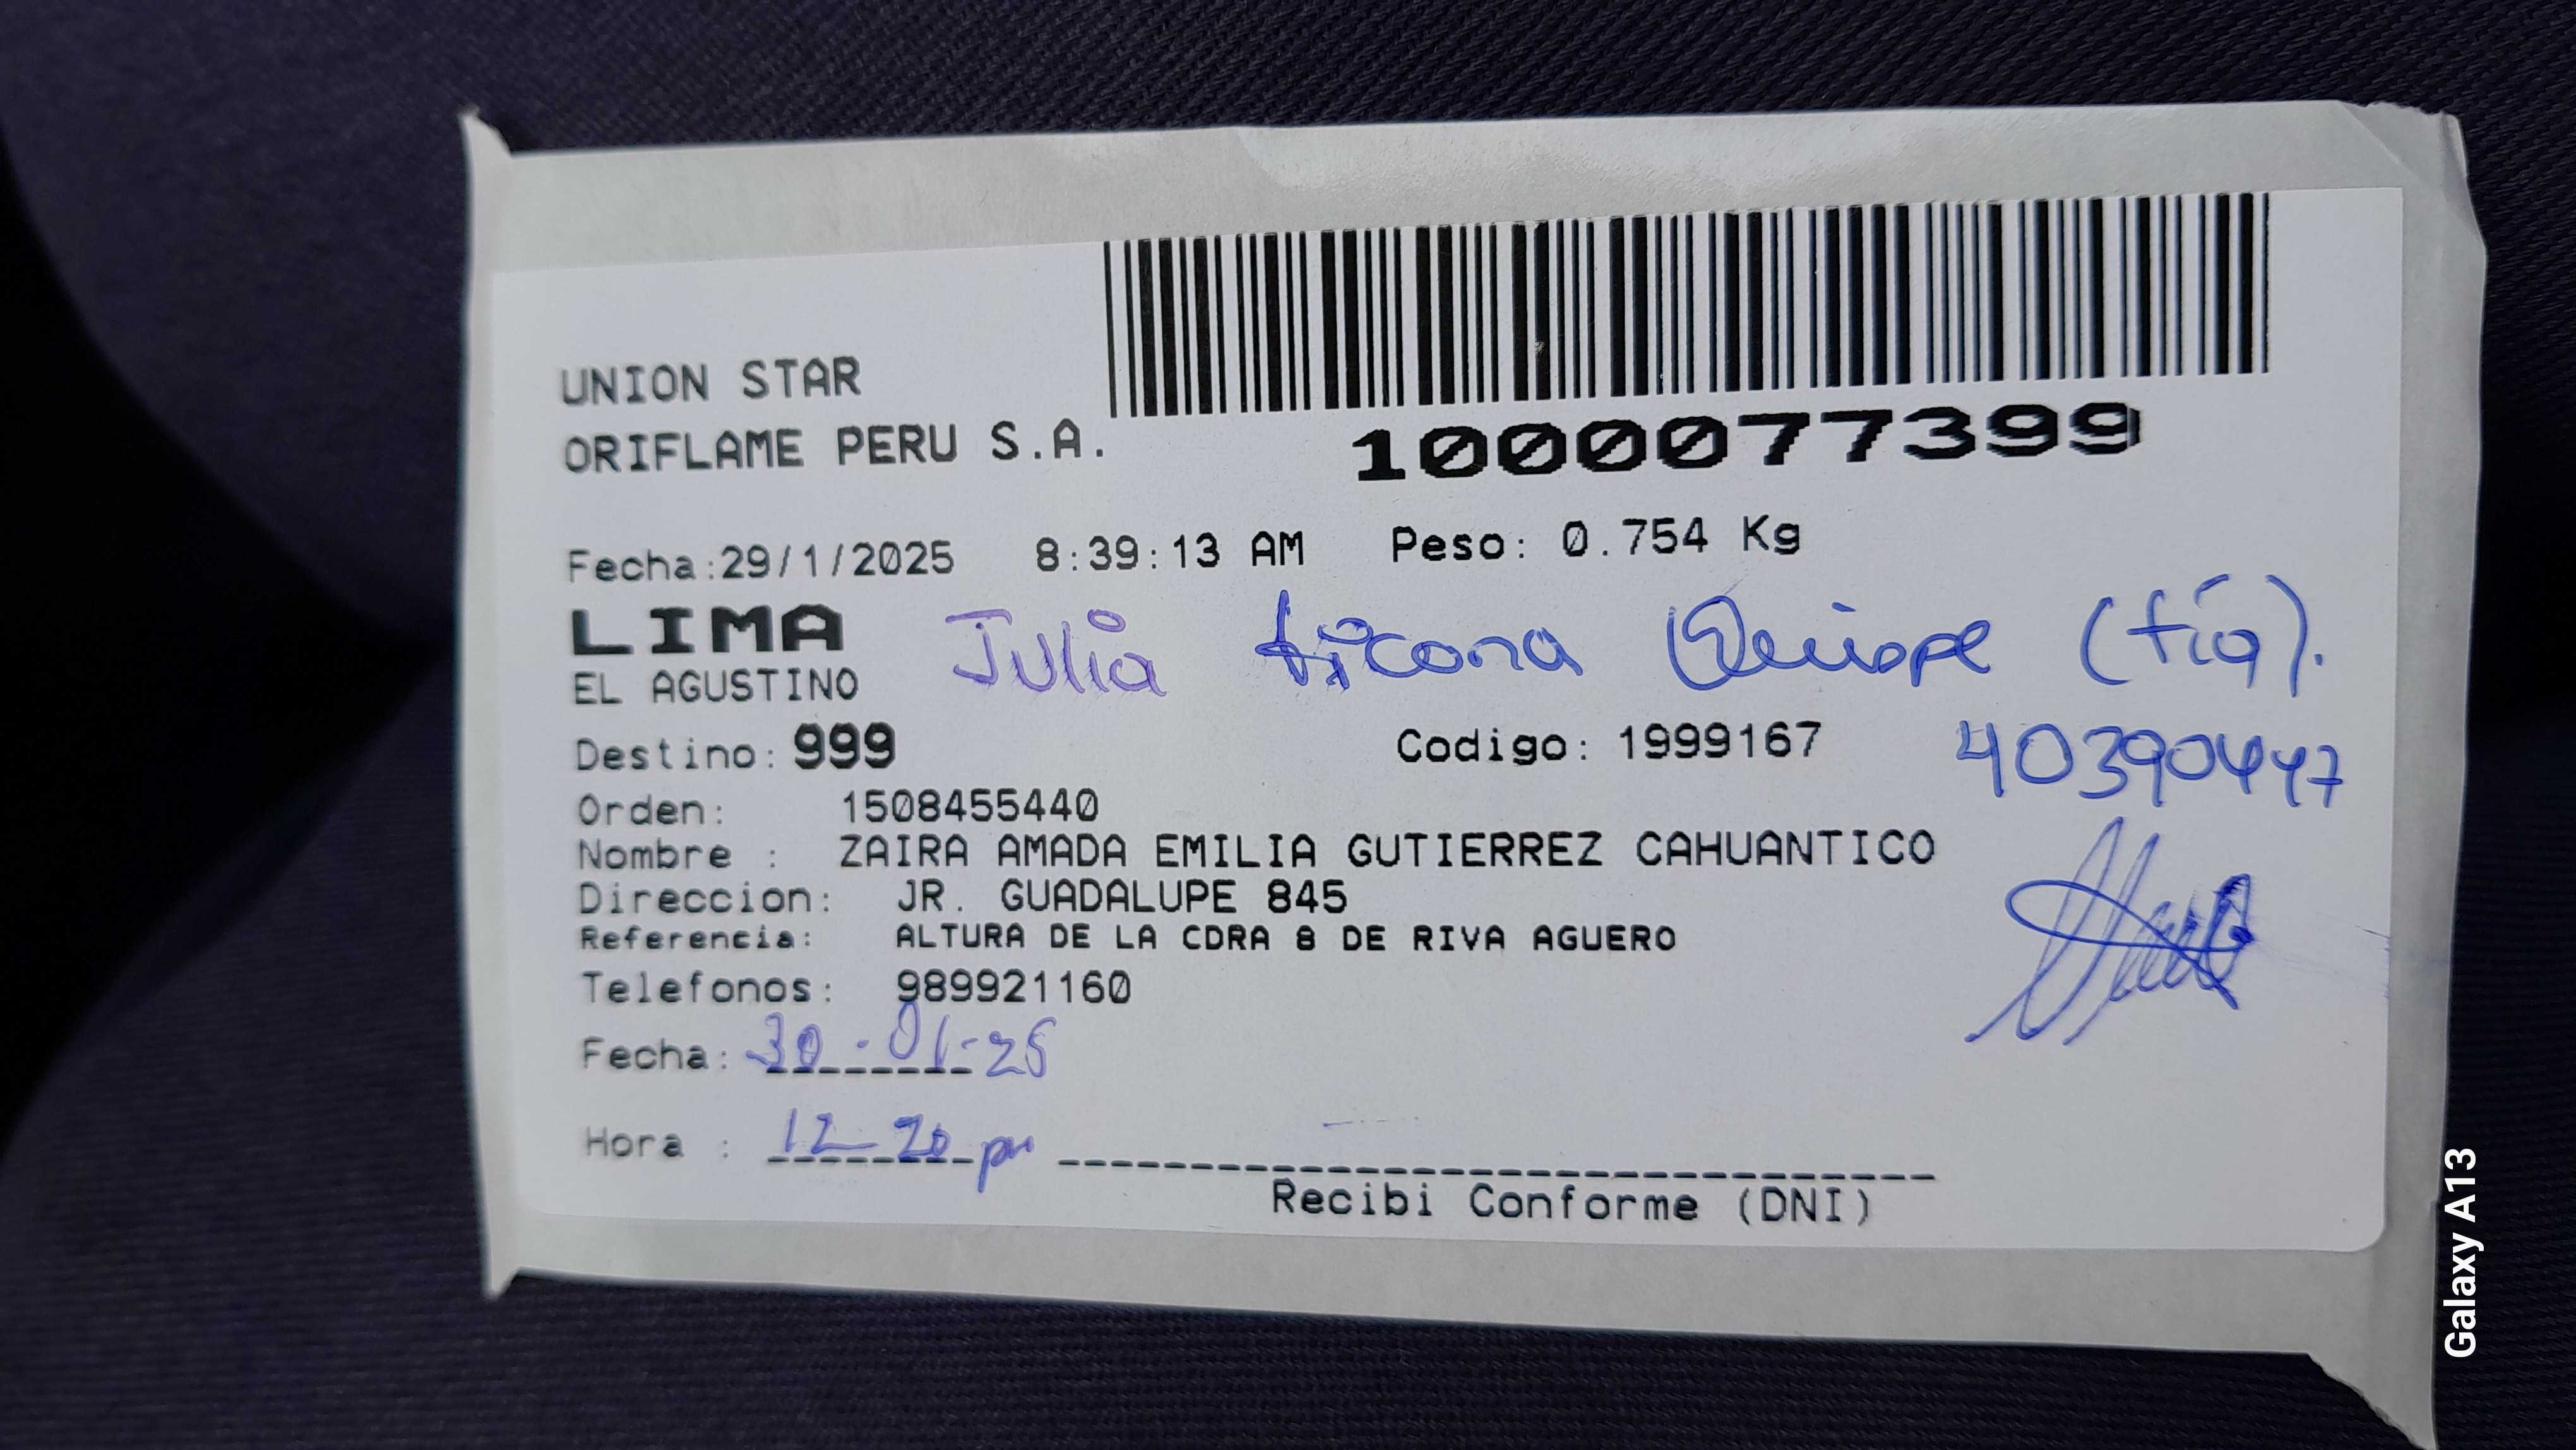 UNION STAR
ORIFLAME PERU S.A.
1000077399
Fecha:29/1/2025 8:39:13 AM Peso: 0.754 Kg
LIMA Julia ticona Quispe (tía).
EL AGUSTINO
Destino: 999 Codigo: 1999167 40390447
Orden: 1508455440
Nombre : ZAIRA AMADA EMILIA GUTIERREZ CAHUANTICO
Direccion: JR. GUADALUPE 845
Referencia: ALTURA DE LA CDRA 8 DE RIVA AGUERO
Telefonos: 989921160
Fecha: 30-01-25
Hora : 12-20 pm
Recibi Conforme (DNI)
Galaxy A13